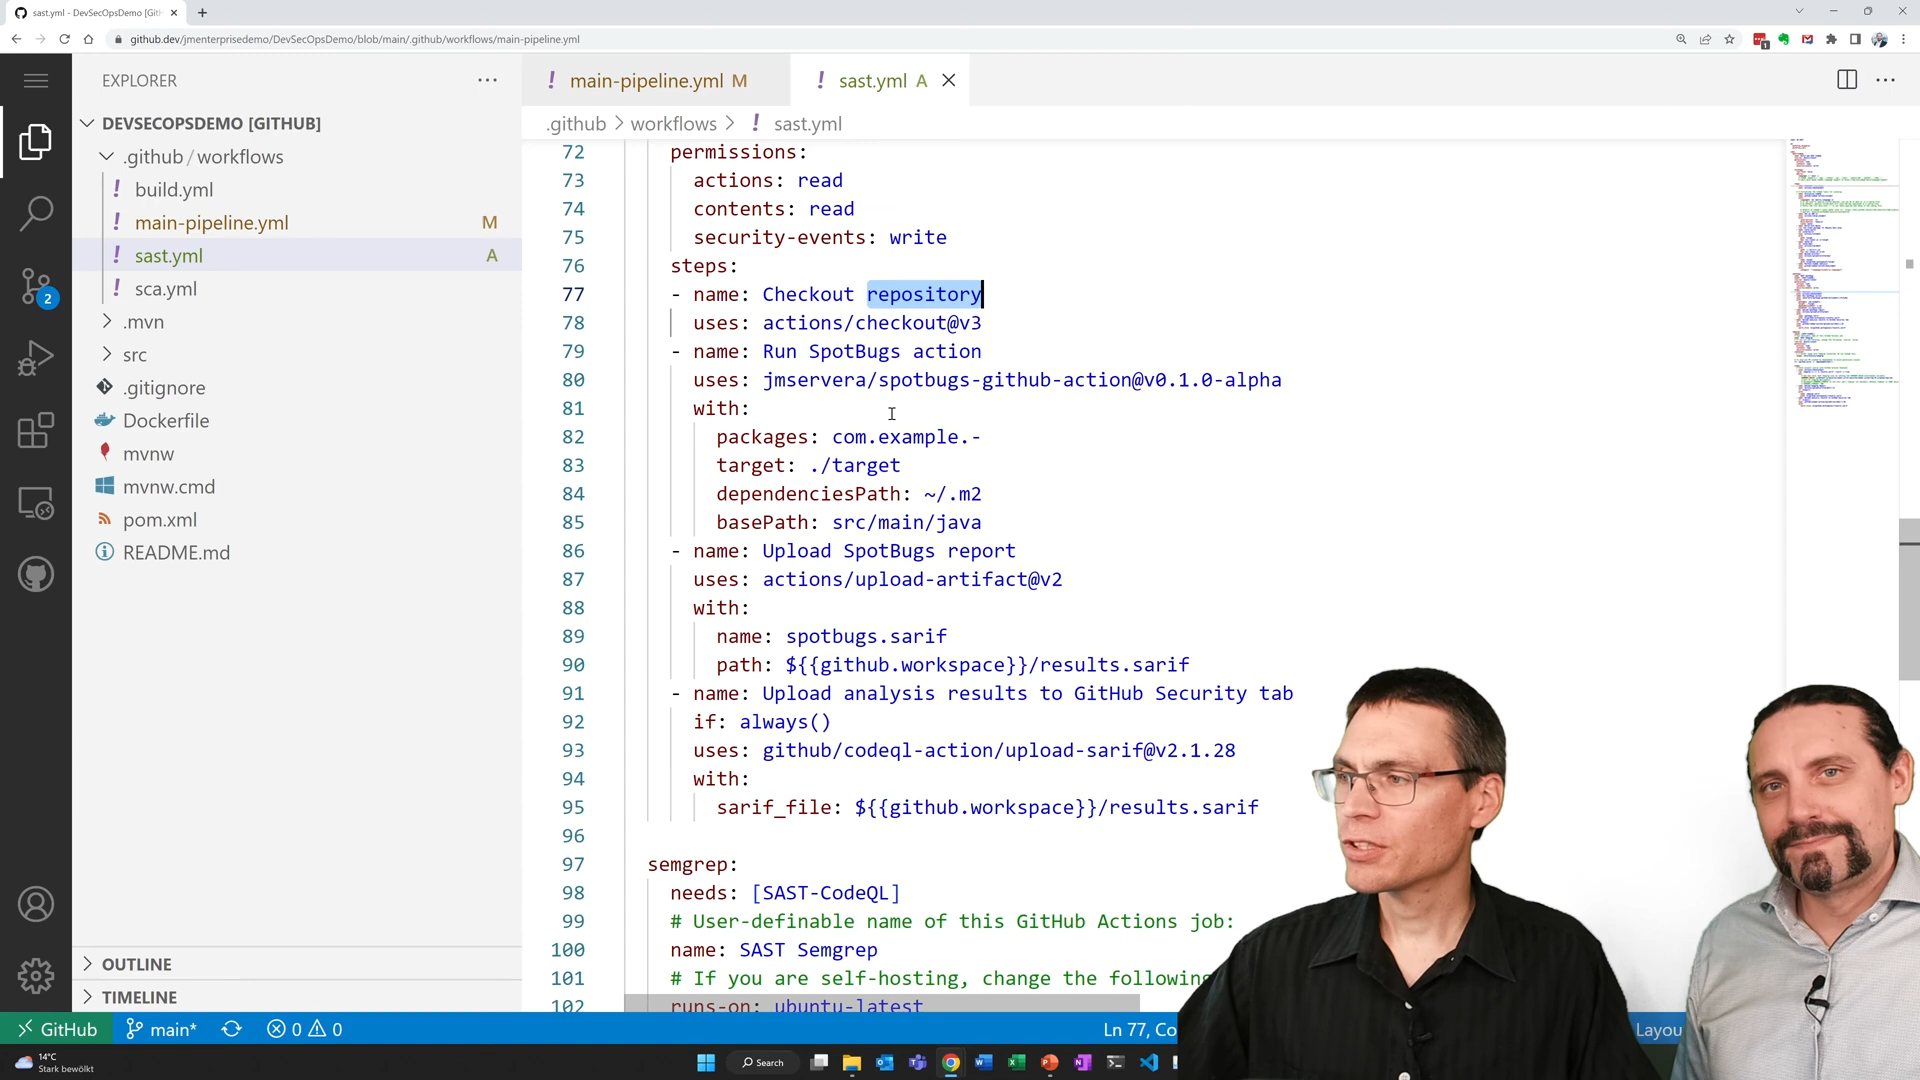 sast.yml - DevSecOpsDemo [GitH
github.dev/jmenterprisedemo/DevSecOpsDemo/blob/main/.github/workflows/main-pipeline.yml
1
EXPLORER
DEVSECOPSDEMO [GITHUB]
.github / workflows
build.yml
main-pipeline.yml M
sast.yml A
sca.yml
.mvn
src
.gitignore
Dockerfile
mvnw
mvnw.cmd
pom.xml
README.md
OUTLINE
TIMELINE
2
main-pipeline.yml M
sast.yml A
.github > workflows > ! sast.yml
72 permissions:
73 actions: read
74 contents: read
75 security-events: write
76 steps:
77 - name: Checkout repository
78 uses: actions/checkout@v3
79 - name: Run SpotBugs action
80 uses: jmservera/spotbugs-github-action@v0.1.0-alpha
81 with:
82 packages: com.example.-
83 target: ./target
84 dependenciesPath: ~/.m2
85 basePath: src/main/java
86 - name: Upload SpotBugs report
87 uses: actions/upload-artifact@v2
88 with:
89 name: spotbugs.sarif
90 path: ${{github.workspace}}/results.sarif
91 - name: Upload analysis results to GitHub Security tab
92 if: always()
93 uses: github/codeql-action/upload-sarif@v2.1.28
94 with:
95 sarif_file: ${{github.workspace}}/results.sarif
96
97 semgrep:
98 needs: [SAST-CodeQL]
99 # User-definable name of this GitHub Actions job:
100 name: SAST Semgrep
101 # If you are self-hosting, change the following
102 runs-on: ubuntu-latest
GitHub main* 0 0 Ln 77, Co Layou
14°C
Stark bewölkt
Search